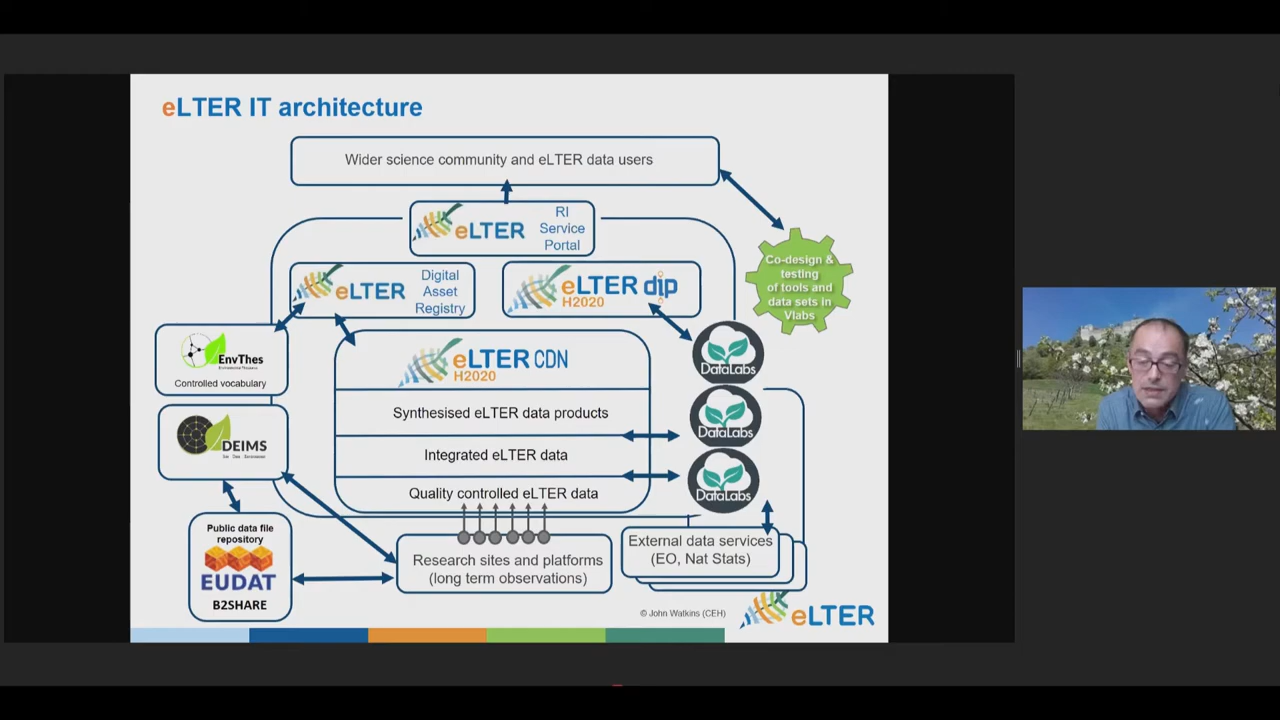 eLTER IT architecture
Wider science community and eLTER data users
eLTER
RI
Service
Portal
eLTER
Digital
Asset
Registry
eLTER dip
H2020
Co-design &
testing
of tools and
data sets in
Vlabs
EnvThes
Controlled vocabulary
eLTER CDN
H2020
DataLabs
Synthesised eLTER data products
DataLabs
DEIMS
Integrated eLTER data
Quality controlled eLTER data
DataLabs
Public data file
repository
EUDAT
B2SHARE
Research sites and platforms
(long term observations)
External data services
(EO, Nat Stats)
© John Watkins (CEH)
eLTER